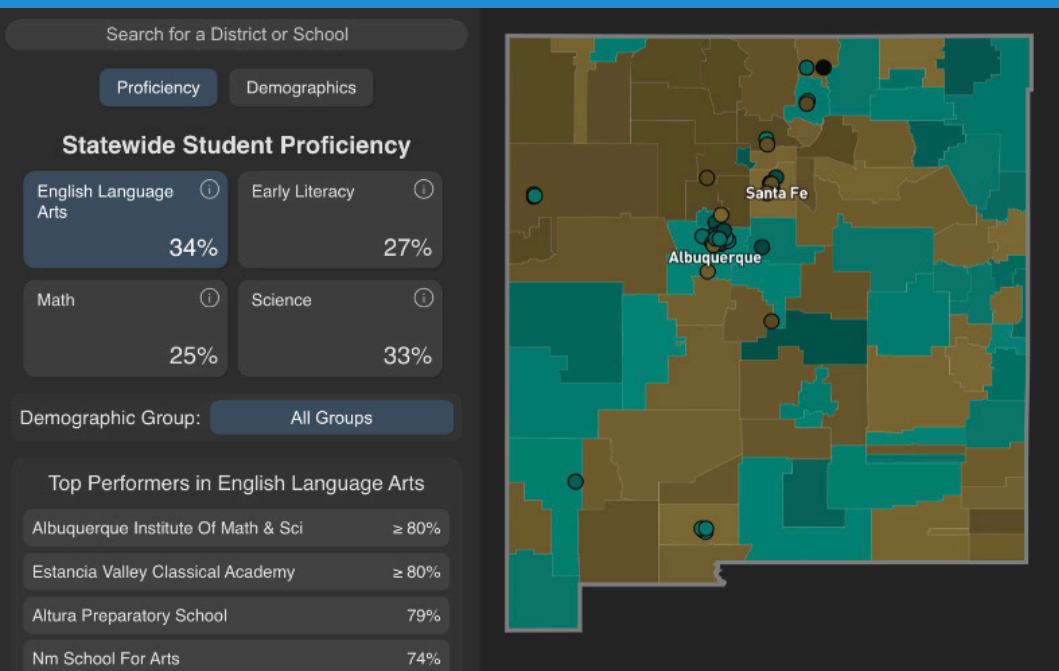 Search for a District or School
Proficiency
Demographics
Statewide Student Proficiency
English Language
Arts
34%
Early Literacy
27%
Math
25%
Science
33%
Demographic Group:
All Groups
Top Performers in English Language Arts
Albuquerque Institute Of Math & Sci
≥ 80%
Estancia Valley Classical Academy
≥ 80%
Altura Preparatory School
79%
Nm School For Arts
74%
Santa Fe
Albuquerque